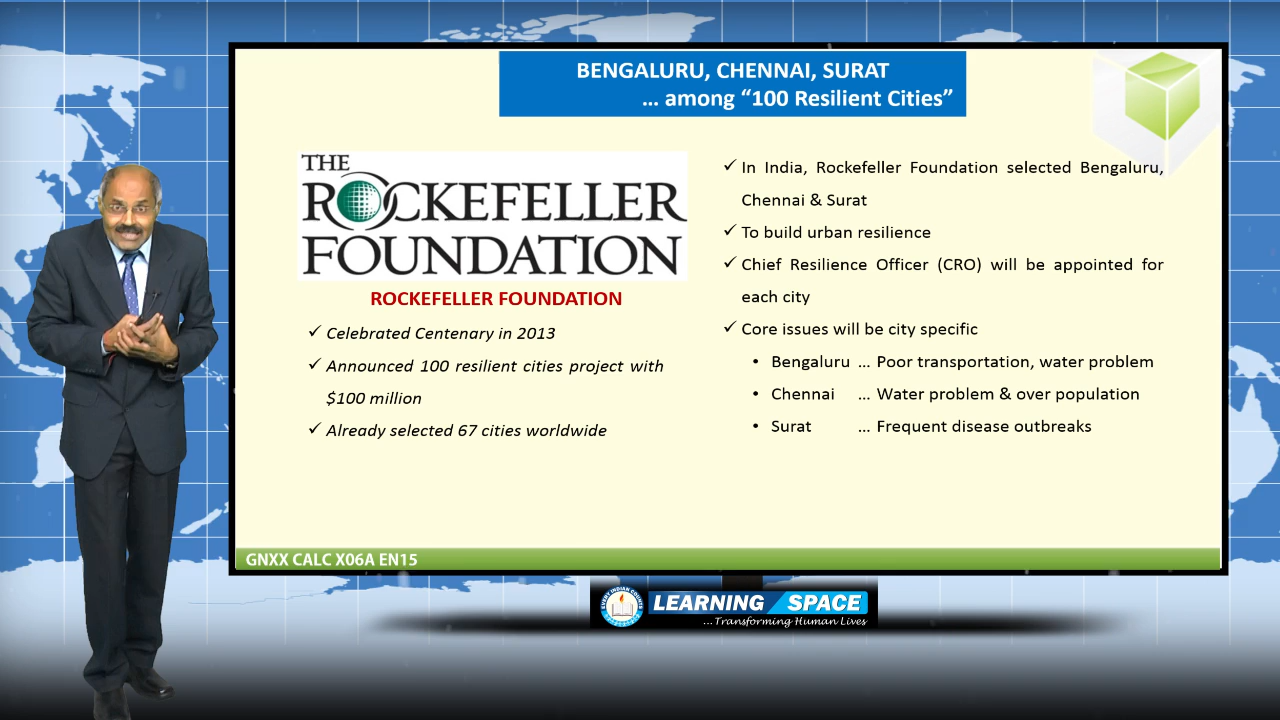 BENGALURU, CHENNAI, SURAT
... among “100 Resilient Cities”
THE
ROCKEFELLER
FOUNDATION
ROCKEFELLER FOUNDATION
✓ Celebrated Centenary in 2013
✓ Announced 100 resilient cities project with
$100 million
✓ Already selected 67 cities worldwide
✓ In India, Rockefeller Foundation selected Bengaluru,
Chennai & Surat
✓ To build urban resilience
✓ Chief Resilience Officer (CRO) will be appointed for
each city
✓ Core issues will be city specific
• Bengaluru ... Poor transportation, water problem
• Chennai ... Water problem & over population
• Surat ... Frequent disease outbreaks
GNXX CALC X06A EN15
EVERY INDIAN COUNTS
LEARNING SPACE
...Transforming Human Lives